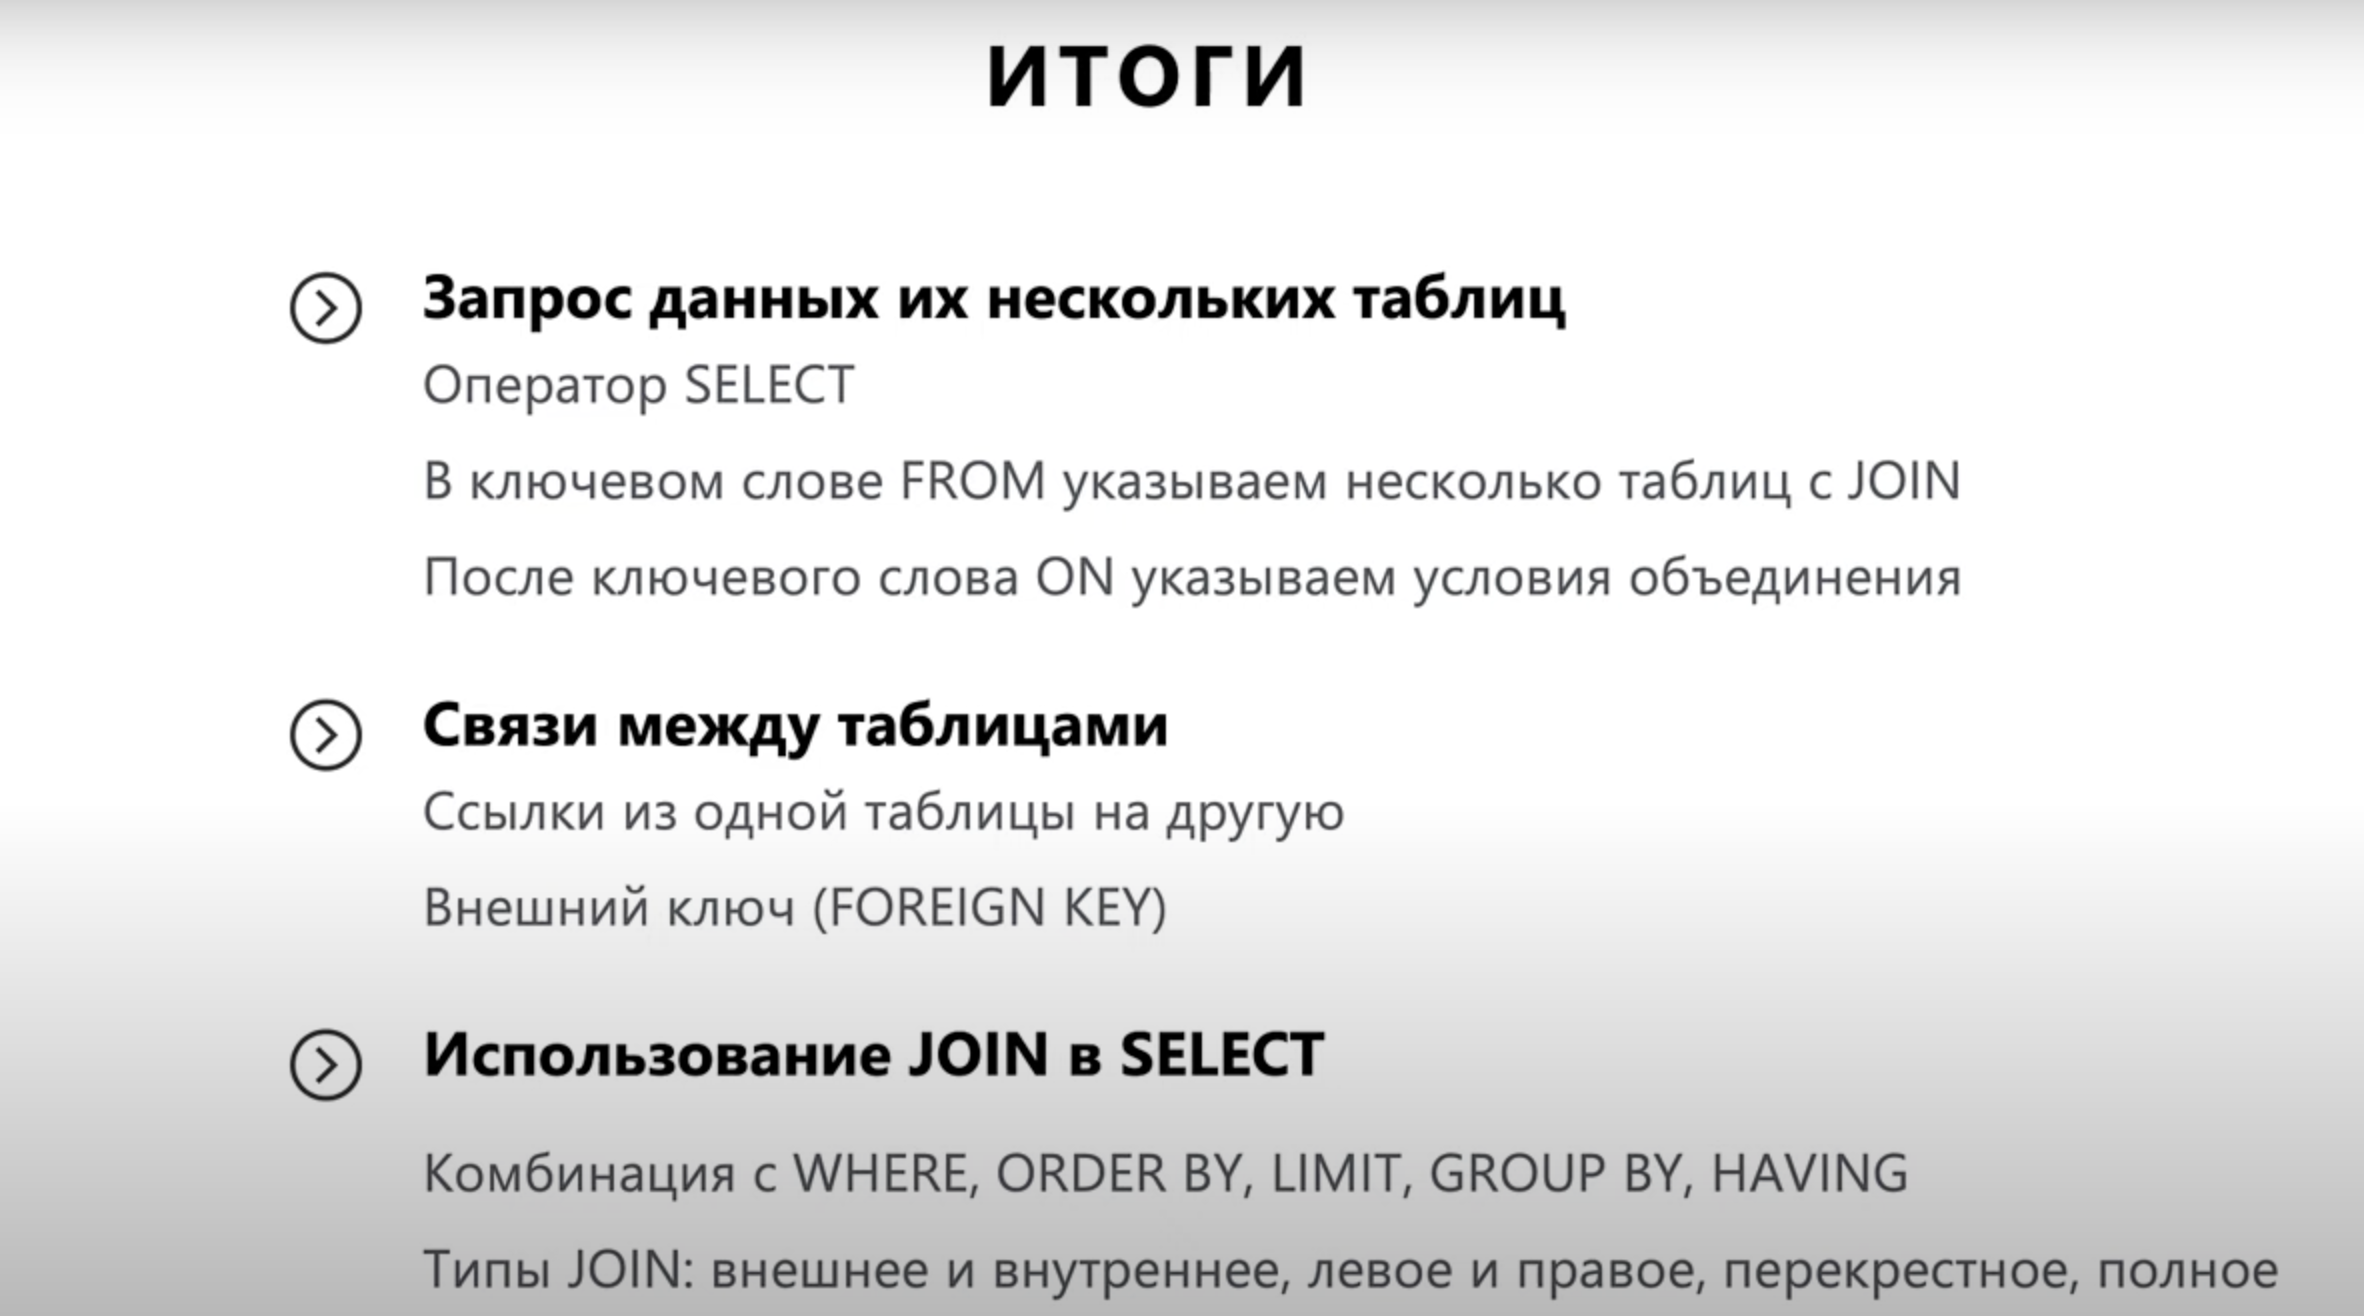 ИТОГИ
Запрос данных их нескольких таблиц
Оператор SELECT
В ключевом слове FROM указываем несколько таблиц с JOIN
После ключевого слова ON указываем условия объединения
Связи между таблицами
Ссылки из одной таблицы на другую
Внешний ключ (FOREIGN KEY)
Использование JOIN в SELECT
Комбинация с WHERE, ORDER BY, LIMIT, GROUP BY, HAVING
Типы JOIN: внешнее и внутреннее, левое и правое, перекрестное, полное